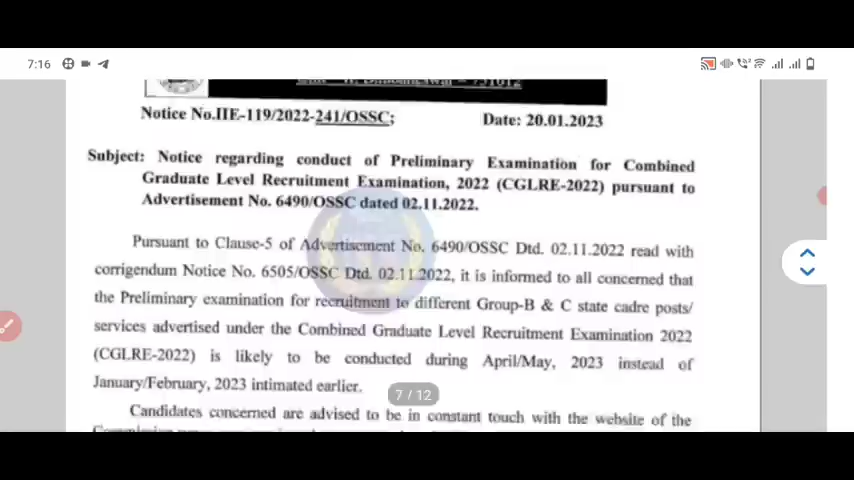 7:16
Notice No.IIE-119/2022-241/OSSC;
Date: 20.01.2023
Subject: Notice regarding conduct of Preliminary Examination for Combined
Graduate Level Recruitment Examination, 2022 (CGLRE-2022) pursuant to
Advertisement No. 6490/OSSC dated 02.11.2022.
Pursuant to Clause-5 of Advertisement No. 6490/OSSC Dtd. 02.11.2022 read with
corrigendum Notice No. 6505/OSSC Dtd. 02.11.2022, it is informed to all concerned that
the Preliminary examination for recruitment to different Group-B & C state cadre posts/
services advertised under the Combined Graduate Level Recruitment Examination 2022
(CGLRE-2022) is likely to be conducted during April/May, 2023 instead of
January/February, 2023 intimated earlier.
7 / 12
Candidates concerned are advised to be in constant touch with the website of the